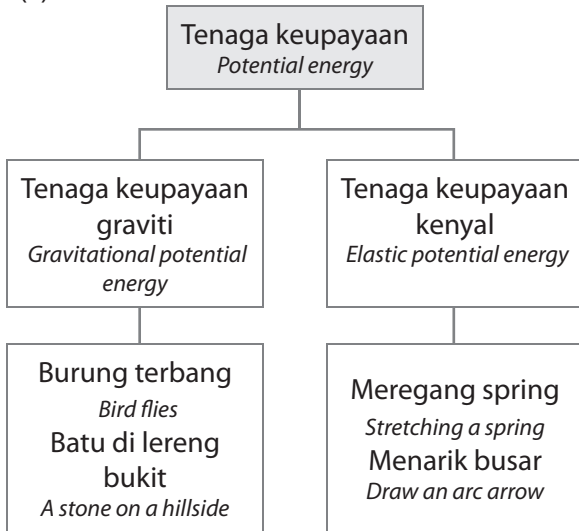 Tenaga keupayaan
Potential energy
Tenaga keupayaan
graviti
Gravitational potential
energy
Tenaga keupayaan
kenyal
Elastic potential energy
Burung terbang
Bird flies
Batu di lereng
bukit
A stone on a hillside
Meregang spring
Stretching a spring
Menarik busar
Draw an arc arrow